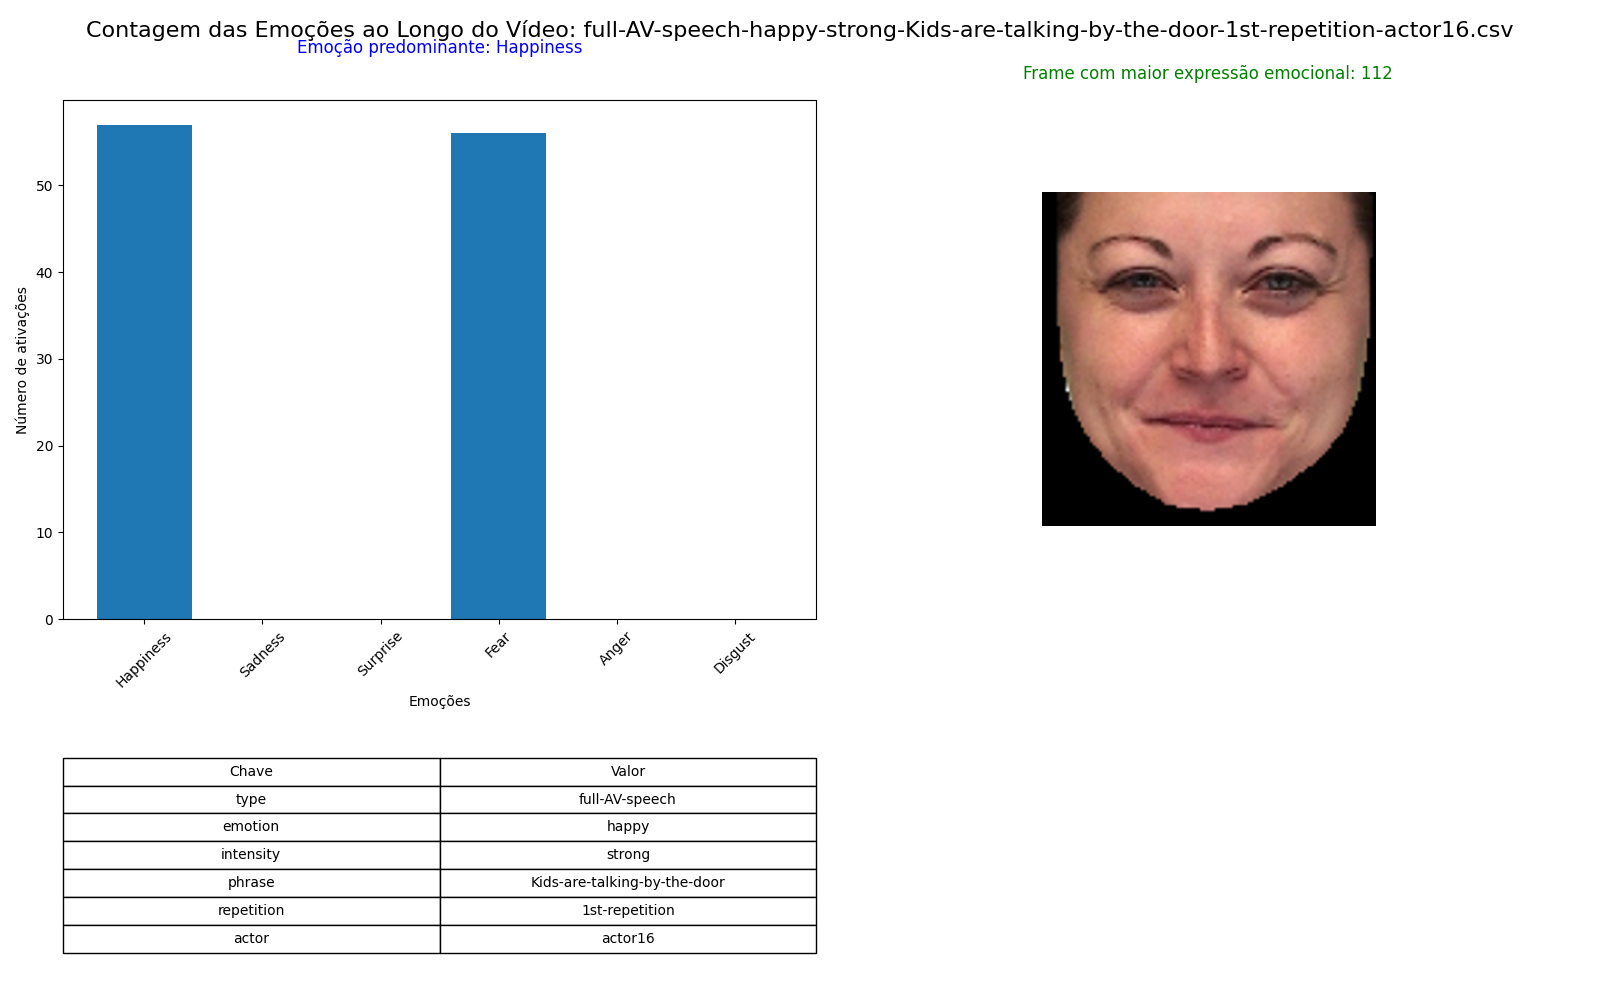 Contagem das Emoções ao Longo do Vídeo: full-AV-speech-happy-strong-Kids-are-talking-by-the-door-1st-repetition-actor16.csv
Emoção predominante: Happiness
Frame com maior expressão emocional: 112
Número de ativações
50
40
30
20
10
0
Happiness
Sadness
Surprise
Fear
Anger
Disgust
Emoções
Chave Valor
type full-AV-speech
emotion happy
intensity strong
phrase Kids-are-talking-by-the-door
repetition 1st-repetition
actor actor16